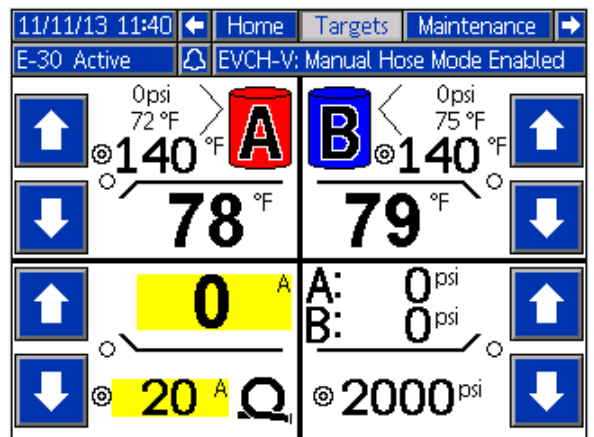 11/11/13 11:40 Home Targets Maintenance
E-30 Active EVCH-V: Manual Hose Mode Enabled
0psi
72 °F
A
140 °F
78 °F
0psi
75 °F
B
140 °F
79 °F
0 A
20 A
A: 0 psi
B: 0 psi
2000 psi